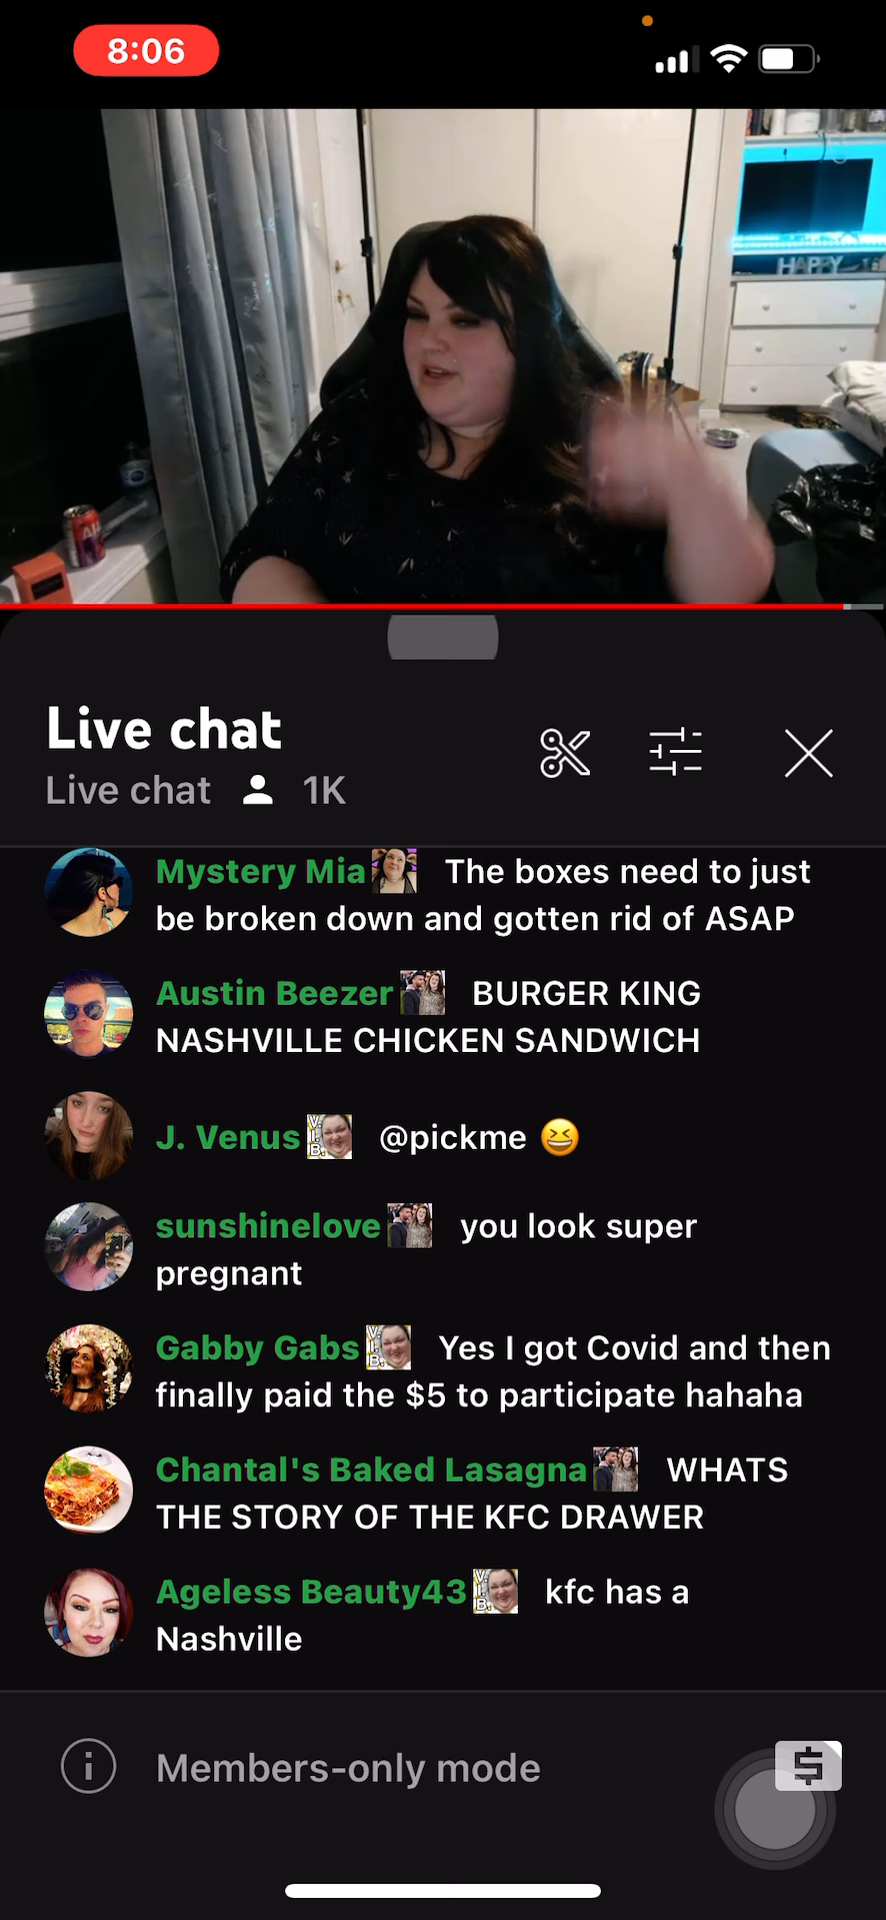 8:06
HAPPY
Live chat
Live chat 1K
Mystery Mia The boxes need to just
be broken down and gotten rid of ASAP
Austin Beezer BURGER KING
NASHVILLE CHICKEN SANDWICH
J. Venus V.I.B. @pickme 😆
sunshinelove you look super
pregnant
Gabby Gabs V.I.B. Yes I got Covid and then
finally paid the $5 to participate hahaha
Chantal's Baked Lasagna WHATS
THE STORY OF THE KFC DRAWER
Ageless Beauty43 V.I.B. kfc has a
Nashville
Members-only mode